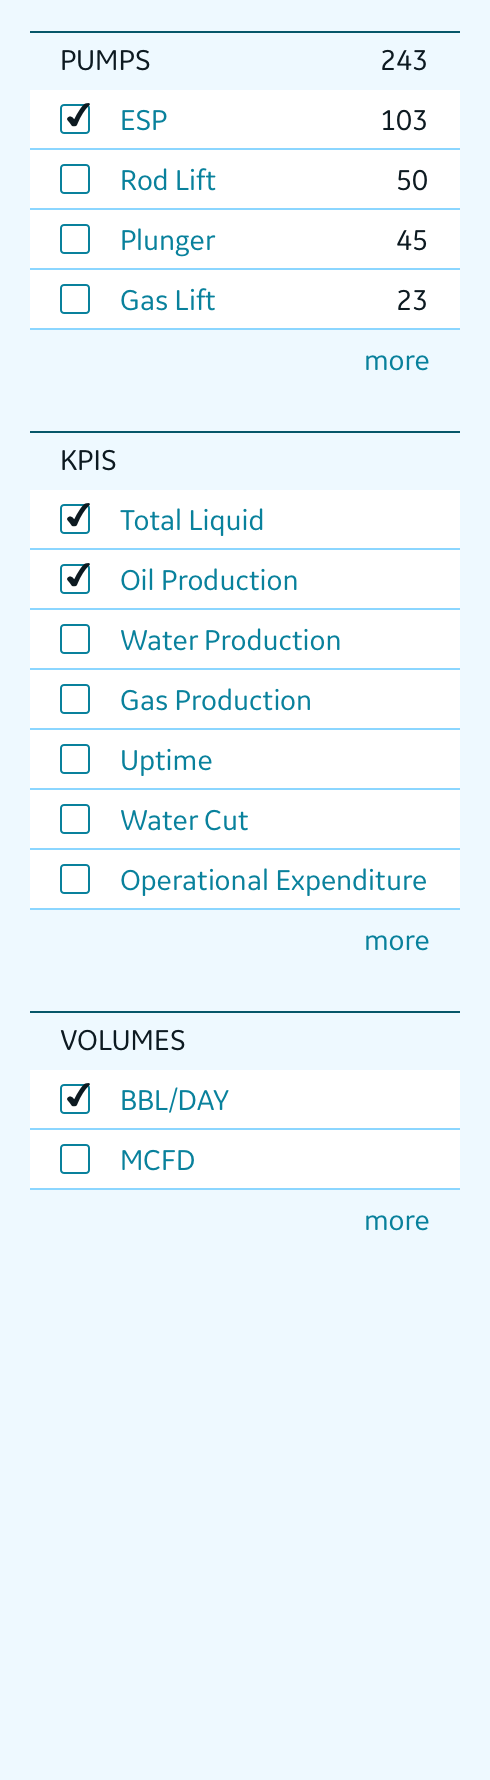 PUMPS 243
ESP 103
Rod Lift 50
Plunger 45
Gas Lift 23
more
KPIS
Total Liquid
Oil Production
Water Production
Gas Production
Uptime
Water Cut
Operational Expenditure
more
VOLUMES
BBL/DAY
MCFD
more